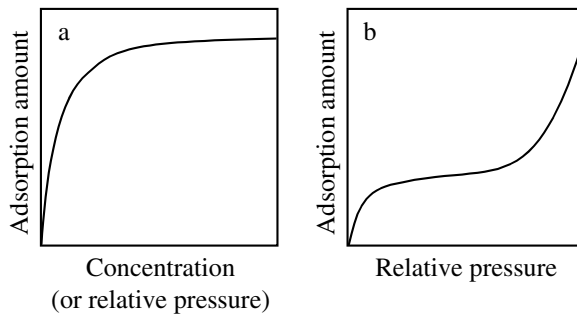 a
Adsorption amount
Concentration
(or relative pressure)
b
Adsorption amount
Relative pressure